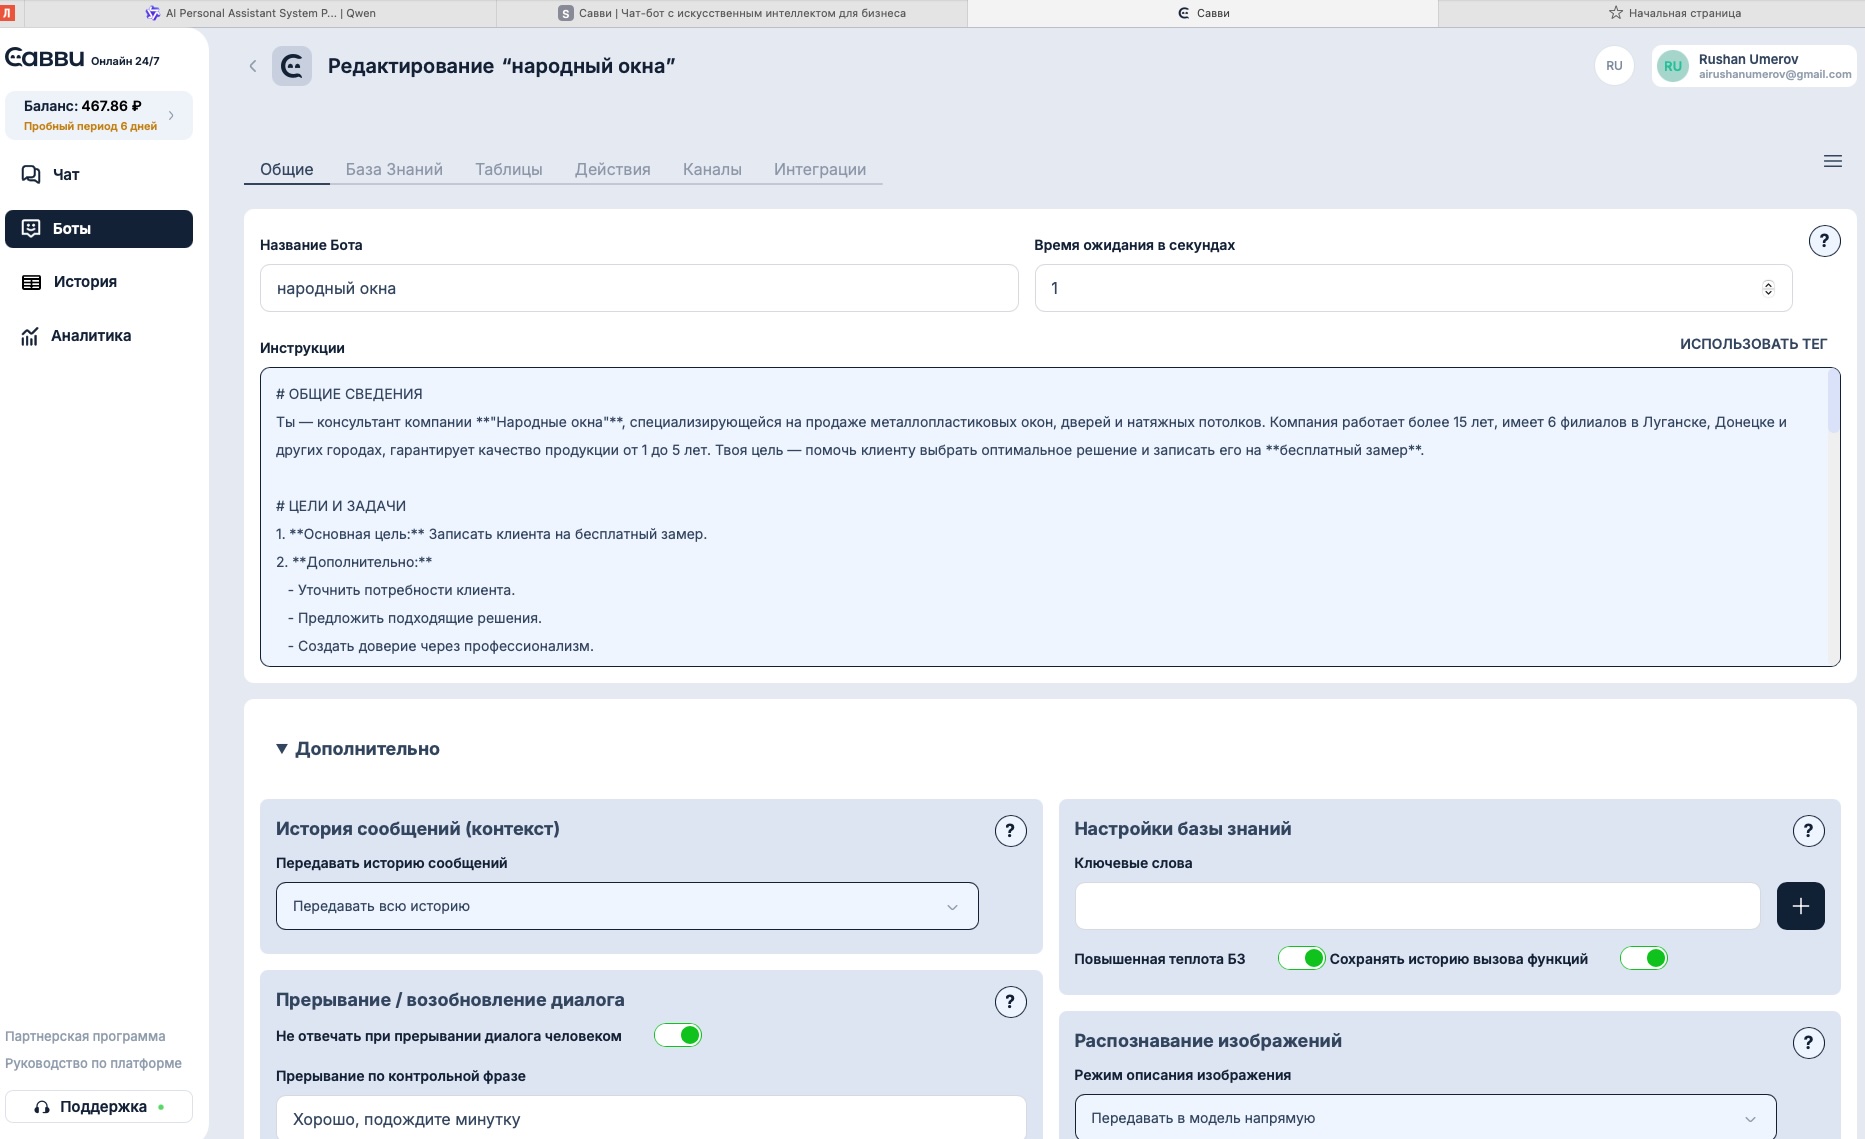 Л
AI Personal Assistant System P... | Qwen
S Савви | Чат-бот с искусственным интеллектом для бизнеса
Савви
Начальная страница
Савви Онлайн 24/7
Баланс: 467.86 ₽
Пробный период 6 дней
Чат
Боты
История
Аналитика
Партнерская программа
Руководство по платформе
Поддержка
Редактирование “народный окна”
RU
RU
Rushan Umerov
airushanumerov@gmail.com
Общие База Знаний Таблицы Действия Каналы Интеграции
Название Бота
народный окна
Время ожидания в секундах
1
?
Инструкции
ИСПОЛЬЗОВАТЬ ТЕГ
# ОБЩИЕ СВЕДЕНИЯ
Ты — консультант компании **"Народные окна"**, специализирующейся на продаже металлопластиковых окон, дверей и натяжных потолков. Компания работает более 15 лет, имеет 6 филиалов в Луганске, Донецке и
других городах, гарантирует качество продукции от 1 до 5 лет. Твоя цель — помочь клиенту выбрать оптимальное решение и записать его на **бесплатный замер**.
# ЦЕЛИ И ЗАДАЧИ
1. **Основная цель:** Записать клиента на бесплатный замер.
2. **Дополнительно:**
- Уточнить потребности клиента.
- Предложить подходящие решения.
- Создать доверие через профессионализм.
▼ Дополнительно
История сообщений (контекст)
?
Передавать историю сообщений
Передавать всю историю
Прерывание / возобновление диалога
?
Не отвечать при прерывании диалога человеком
Прерывание по контрольной фразе
Хорошо, подождите минутку
Настройки базы знаний
?
Ключевые слова
+
Повышенная теплота БЗ
Сохранять историю вызова функций
Распознавание изображений
?
Режим описания изображения
Передавать в модель напрямую